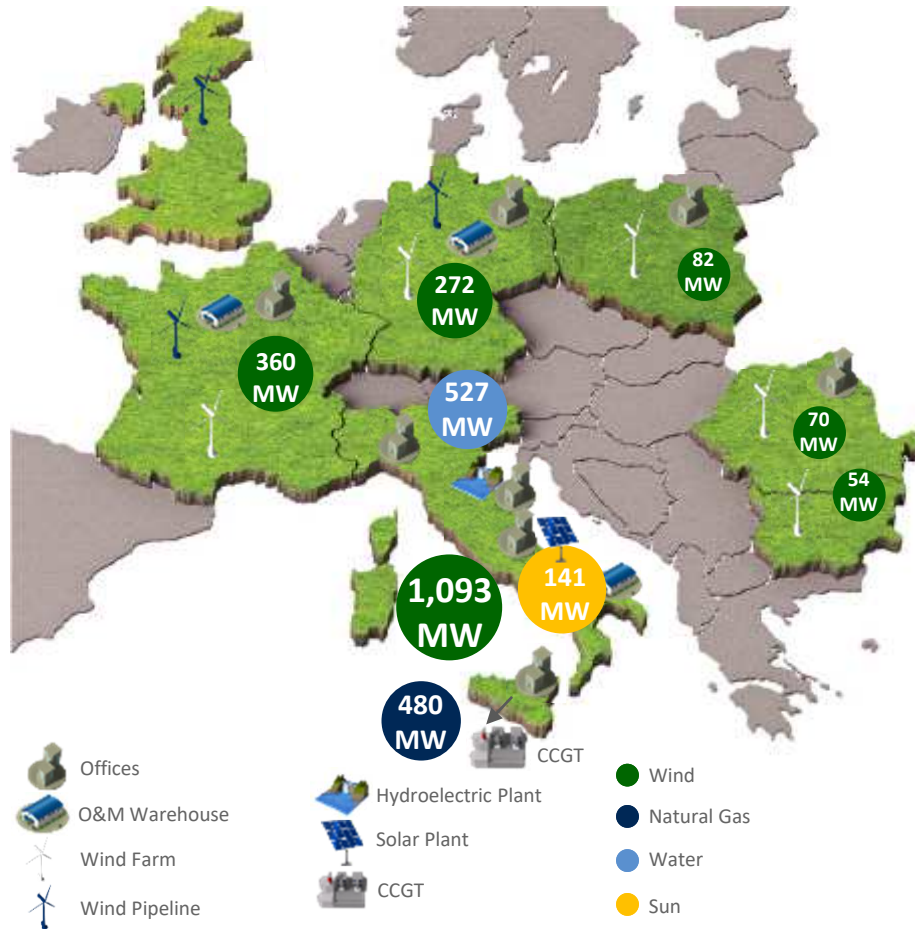 82
MW
272
MW
360
MW
527
MW
70
MW
54
MW
141
MW
1,093
MW
480
MW
CCGT
Offices
O&M Warehouse
Wind Farm
Wind Pipeline
Hydroelectric Plant
Solar Plant
CCGT
Wind
Natural Gas
Water
Sun